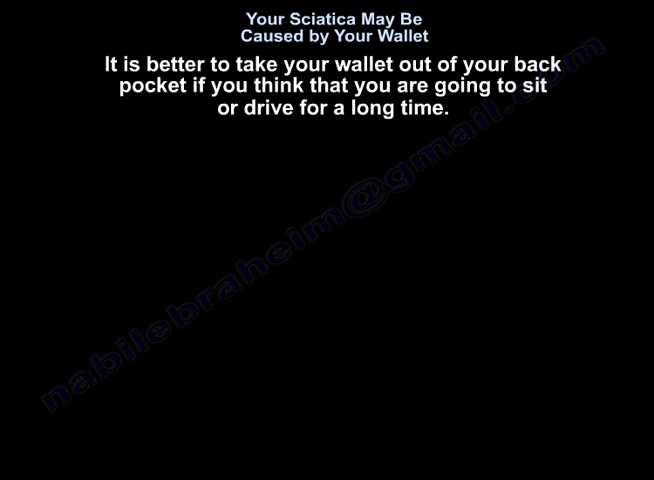 Your Sciatica May Be
Caused by Your Wallet
It is better to take your wallet out of your back
pocket if you think that you are going to sit
or drive for a long time.
nabilebraheim@gmail.com